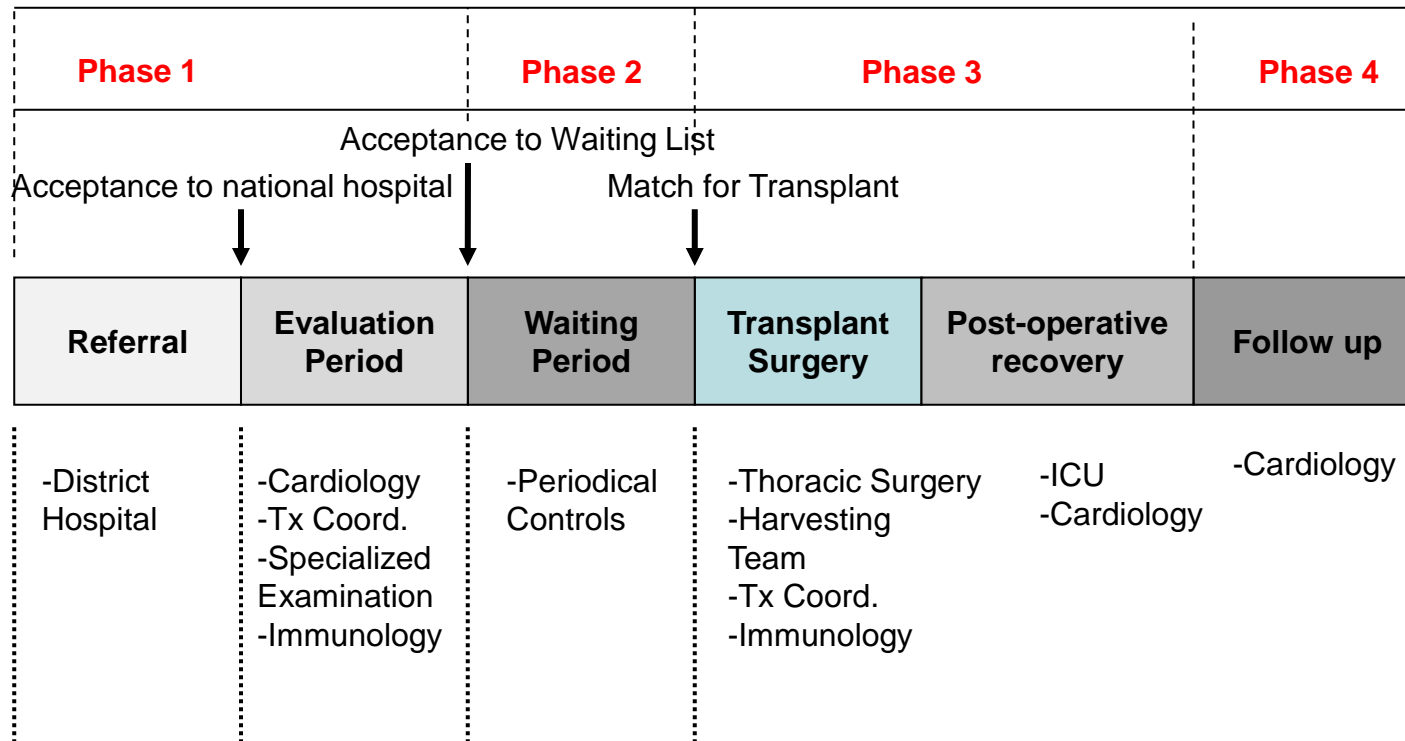 Phase 1
Phase 2
Phase 3
Phase 4
Acceptance to Waiting List
Acceptance to national hospital
Match for Transplant
Referral
Evaluation
Period
Waiting
Period
Transplant
Surgery
Post-operative
recovery
Follow up
-District
Hospital
-Cardiology
-Tx Coord.
-Specialized
Examination
-Immunology
-Periodical
Controls
-Thoracic Surgery
-Harvesting
Team
-Tx Coord.
-Immunology
-ICU
-Cardiology
-Cardiology